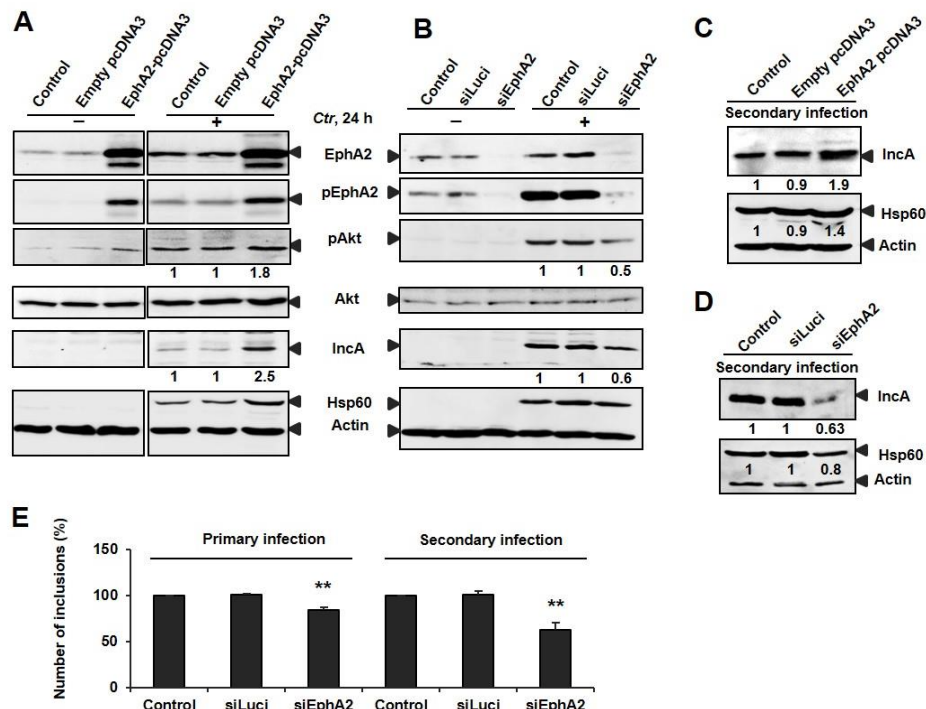 A
Control
Empty pcDNA3
EphA2-pcDNA3
Control
Empty pcDNA3
EphA2-pcDNA3
– +
1 1 1.8
1 1 2.5
Ctr, 24 h
EphA2
pEphA2
pAkt
Akt
IncA
Hsp60
Actin
B
Control
siLuci
siEphA2
Control
siLuci
siEphA2
– +
1 1 0.5
1 1 0.6
C
Control
Empty pcDNA3
EphA2 pcDNA3
Secondary infection
IncA
1 0.9 1.9
Hsp60
1 0.9 1.4
Actin
D
Control
siLuci
siEphA2
Secondary infection
IncA
1 1 0.63
Hsp60
1 1 0.8
Actin
E
Number of inclusions (%)
150
100
50
0
Primary infection Secondary infection
** **
Control siLuci siEphA2 Control siLuci siEphA2